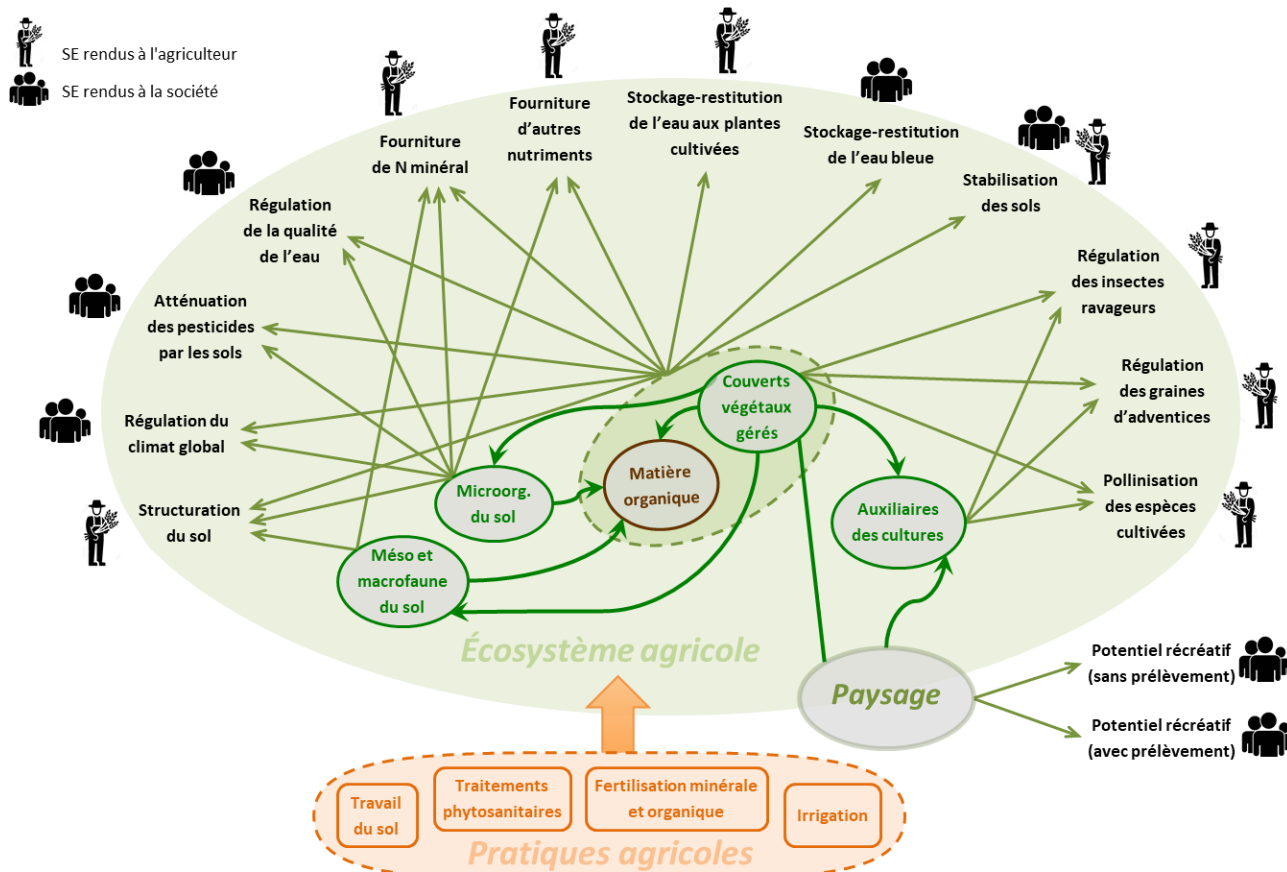 SE rendus à l'agriculteur
SE rendus à la société
Fourniture
de N minéral
Fourniture
d'autres
nutriments
Stockage-restitution
de l'eau aux plantes
cultivées
Stockage-restitution
de l'eau bleue
Stabilisation
des sols
Régulation
de la qualité
de l'eau
Régulation
des insectes
ravageurs
Atténuation
des pesticides
par les sols
Régulation
des graines
d'adventices
Régulation du
climat global
Pollinisation
des espèces
cultivées
Structuration
du sol
Couverts
végétaux
gérés
Matière
organique
Microorg.
du sol
Auxiliaires
des cultures
Méso et
macrofaune
du sol
Écosystème agricole
Paysage
Potentiel récréatif
(sans prélèvement)
Potentiel récréatif
(avec prélèvement)
Travail
du sol
Traitements
phytosanitaires
Fertilisation minérale
et organique
Irrigation
Pratiques agricoles